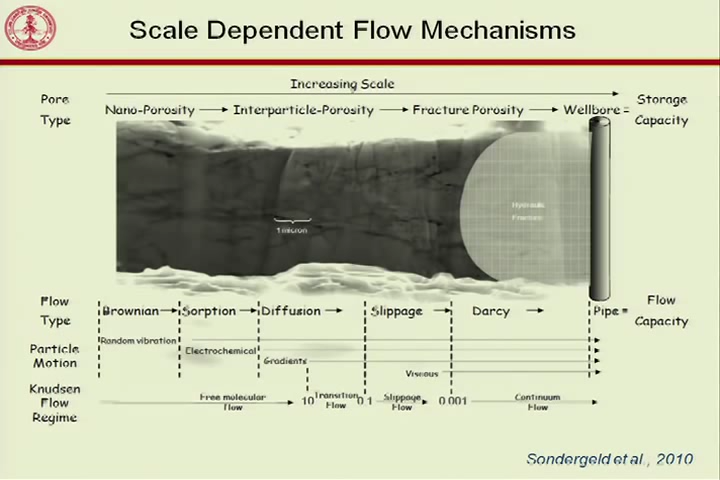 Scale Dependent Flow Mechanisms
Increasing Scale
Pore
Type
Nano-Porosity Interparticle-Porosity Fracture Porosity Wellbore =
Storage
Capacity
1 micron
Hydraulic
Fracture
Flow
Type
Brownian Sorption Diffusion Slippage Darcy Pipe =
Flow
Capacity
Random vibration
Particle
Motion
Electrochemical
Gradients
Viscous
Knudsen
Flow
Regime
Free molecular
Flow
10
Transition
Flow
0.1
Slippage
Flow
0.001
Continuum
Flow
Sondergeld et al., 2010